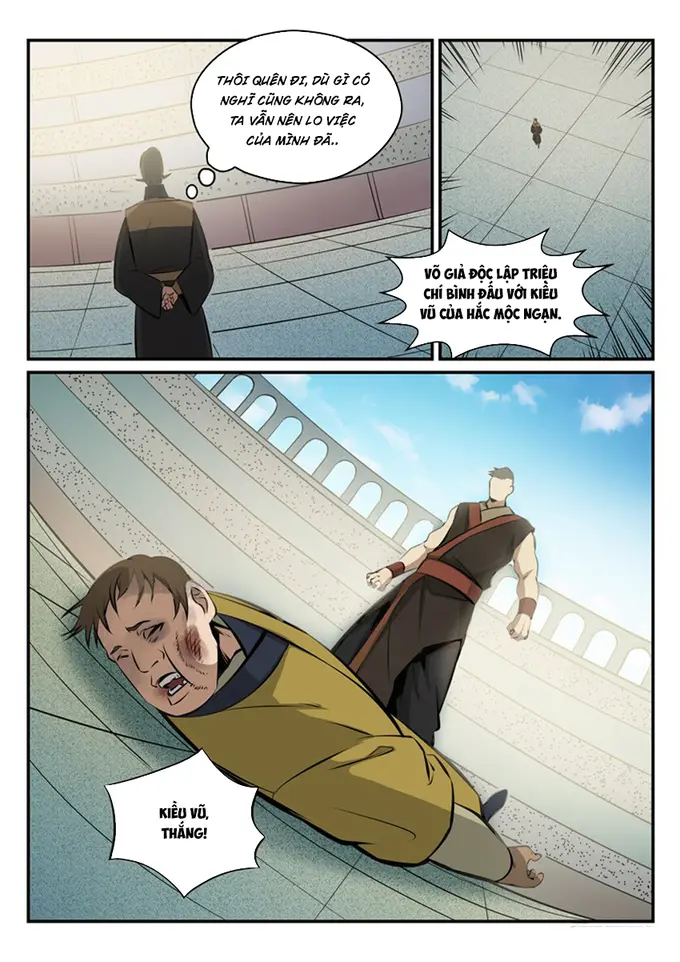 THÔI QUÊN ĐI, DÙ GÌ CÓ
NGHĨ CŨNG KHÔNG RA,
TA VẪN NÊN LO VIỆC
CỦA MÌNH ĐÃ..
VÕ GIẢ ĐỘC LẬP TRIỆU
CHÍ BÌNH ĐẤU VỚI KIỀU
VŨ CỦA HẮC MỘC NGẠN.
KIỀU VŨ,
THẮNG!